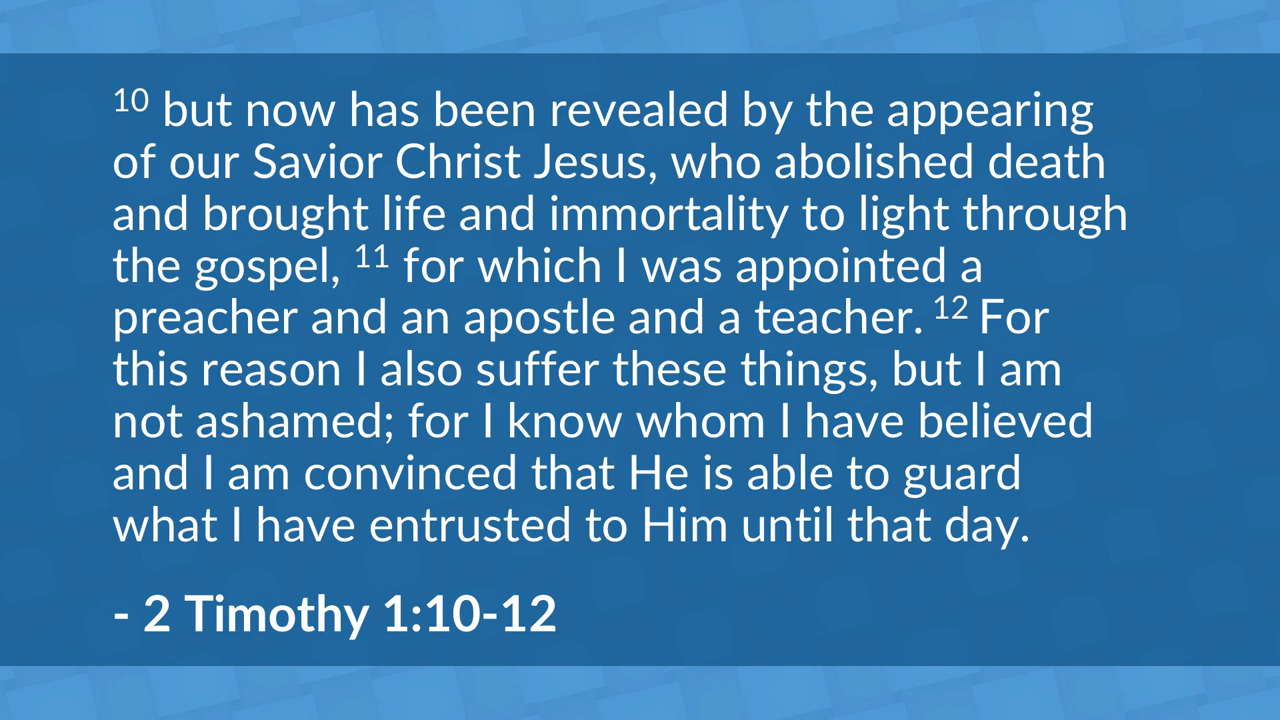 10 but now has been revealed by the appearing
of our Savior Christ Jesus, who abolished death
and brought life and immortality to light through
the gospel, 11 for which I was appointed a
preacher and an apostle and a teacher. 12 For
this reason I also suffer these things, but I am
not ashamed; for I know whom I have believed
and I am convinced that He is able to guard
what I have entrusted to Him until that day.
- 2 Timothy 1:10-12